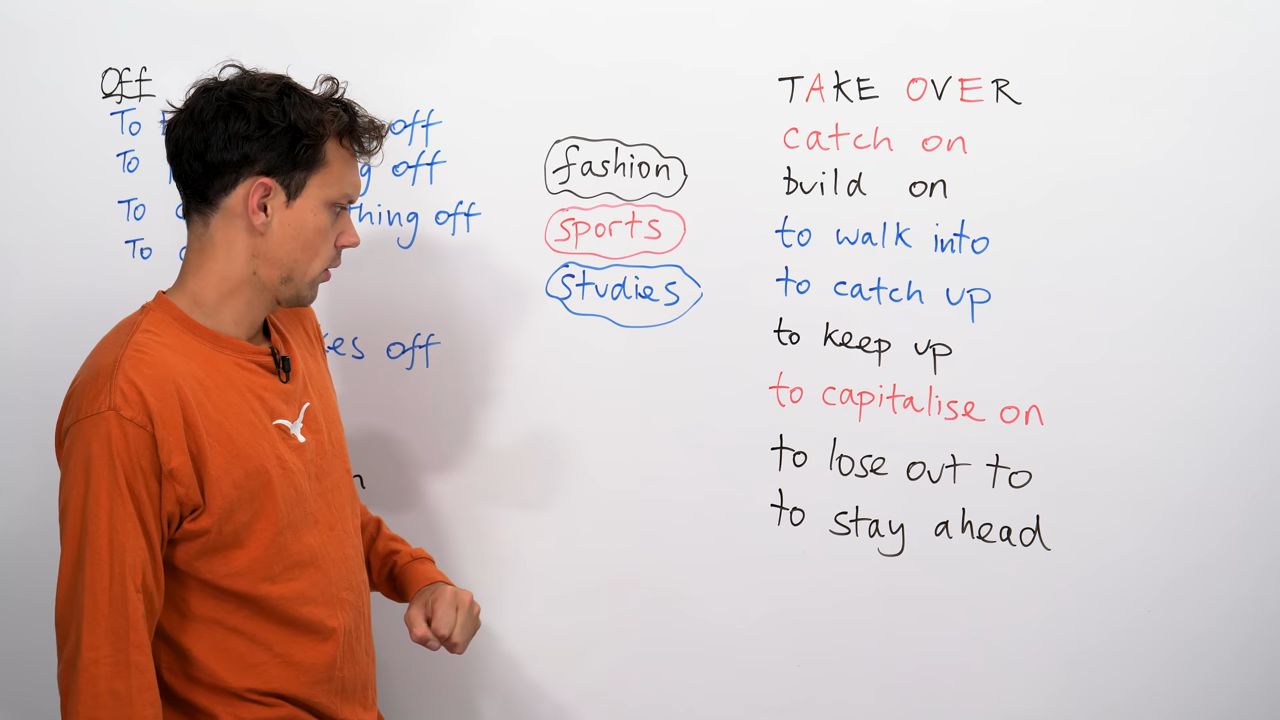 Off
To off
To off
To thing off
To
off
fashion
sports
studies
TAKE OVER
catch on
build on
to walk into
to catch up
to keep up
to capitalise on
to lose out to
to stay ahead